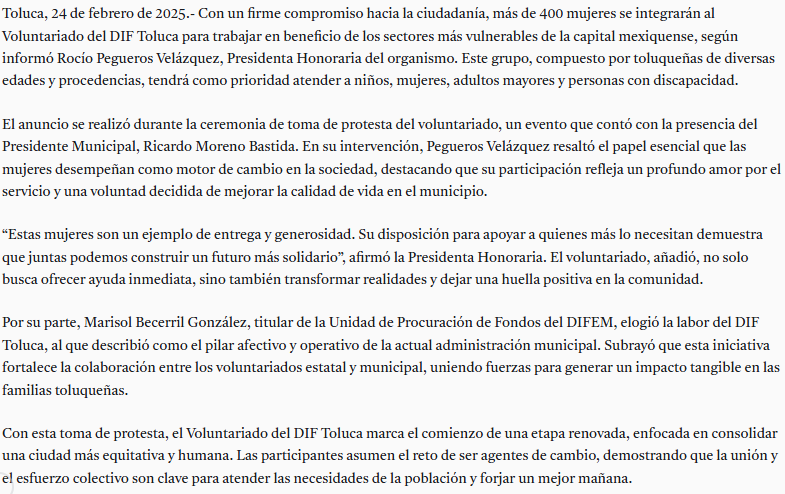 Toluca, 24 de febrero de 2025.- Con un firme compromiso hacia la ciudadanía, más de 400 mujeres se integrarán al
Voluntariado del DIF Toluca para trabajar en beneficio de los sectores más vulnerables de la capital mexiquense, según
informó Rocío Pegueros Velázquez, Presidenta Honoraria del organismo. Este grupo, compuesto por toluqueñas de diversas
edades y procedencias, tendrá como prioridad atender a niños, mujeres, adultos mayores y personas con discapacidad.
El anuncio se realizó durante la ceremonia de toma de protesta del voluntariado, un evento que contó con la presencia del
Presidente Municipal, Ricardo Moreno Bastida. En su intervención, Pegueros Velázquez resaltó el papel esencial que las
mujeres desempeñan como motor de cambio en la sociedad, destacando que su participación refleja un profundo amor por el
servicio y una voluntad decidida de mejorar la calidad de vida en el municipio.
“Estas mujeres son un ejemplo de entrega y generosidad. Su disposición para apoyar a quienes más lo necesitan demuestra
que juntas podemos construir un futuro más solidario”, afirmó la Presidenta Honoraria. El voluntariado, añadió, no solo
busca ofrecer ayuda inmediata, sino también transformar realidades y dejar una huella positiva en la comunidad.
Por su parte, Marisol Becerril González, titular de la Unidad de Procuración de Fondos del DIFEM, elogió la labor del DIF
Toluca, al que describió como el pilar afectivo y operativo de la actual administración municipal. Subrayó que esta iniciativa
fortalece la colaboración entre los voluntariados estatal y municipal, uniendo fuerzas para generar un impacto tangible en las
familias toluqueñas.
Con esta toma de protesta, el Voluntariado del DIF Toluca marca el comienzo de una etapa renovada, enfocada en consolidar
una ciudad más equitativa y humana. Las participantes asumen el reto de ser agentes de cambio, demostrando que la unión y
el esfuerzo colectivo son clave para atender las necesidades de la población y forjar un mejor mañana.